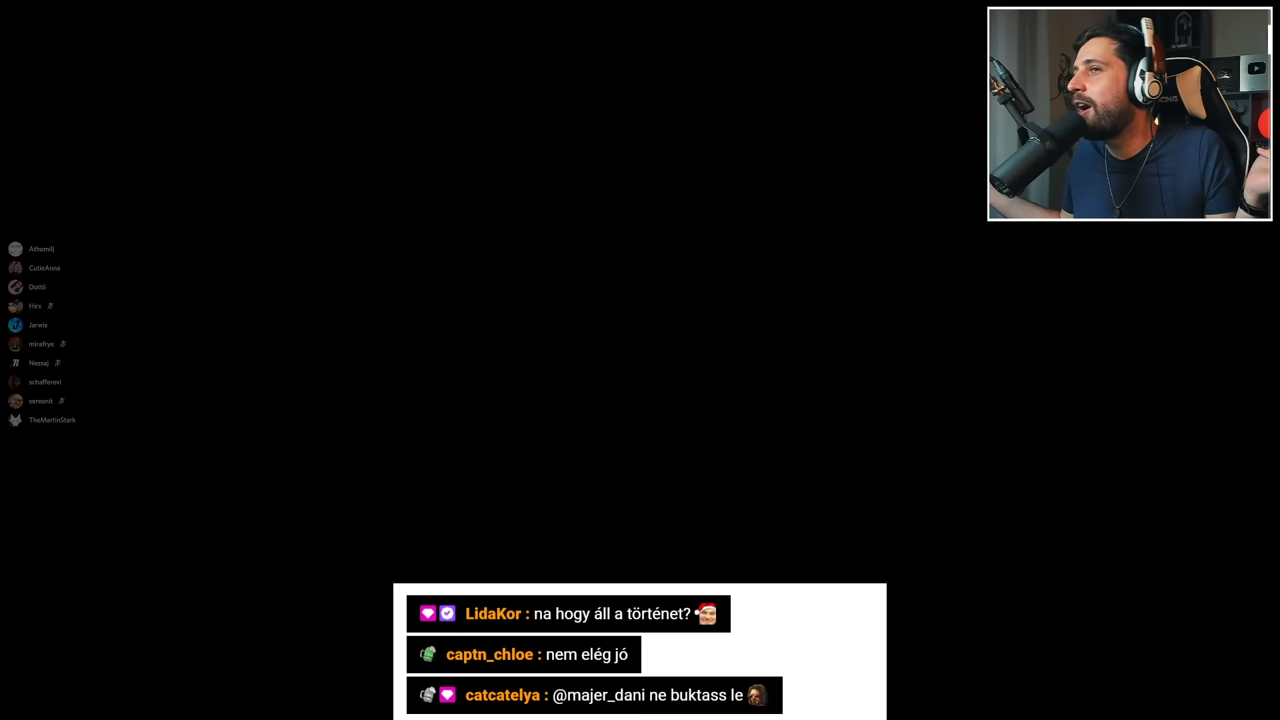 Athemilj
CutieAnna
Dottii
Hirx
Jarwis
mirafrye
Nessaj
schafferevi
sereenit
TheMartinStark
LidaKor : na hogy áll a történet?
captn_chloe : nem elég jó
catcatelya : @majer_dani ne buktass le